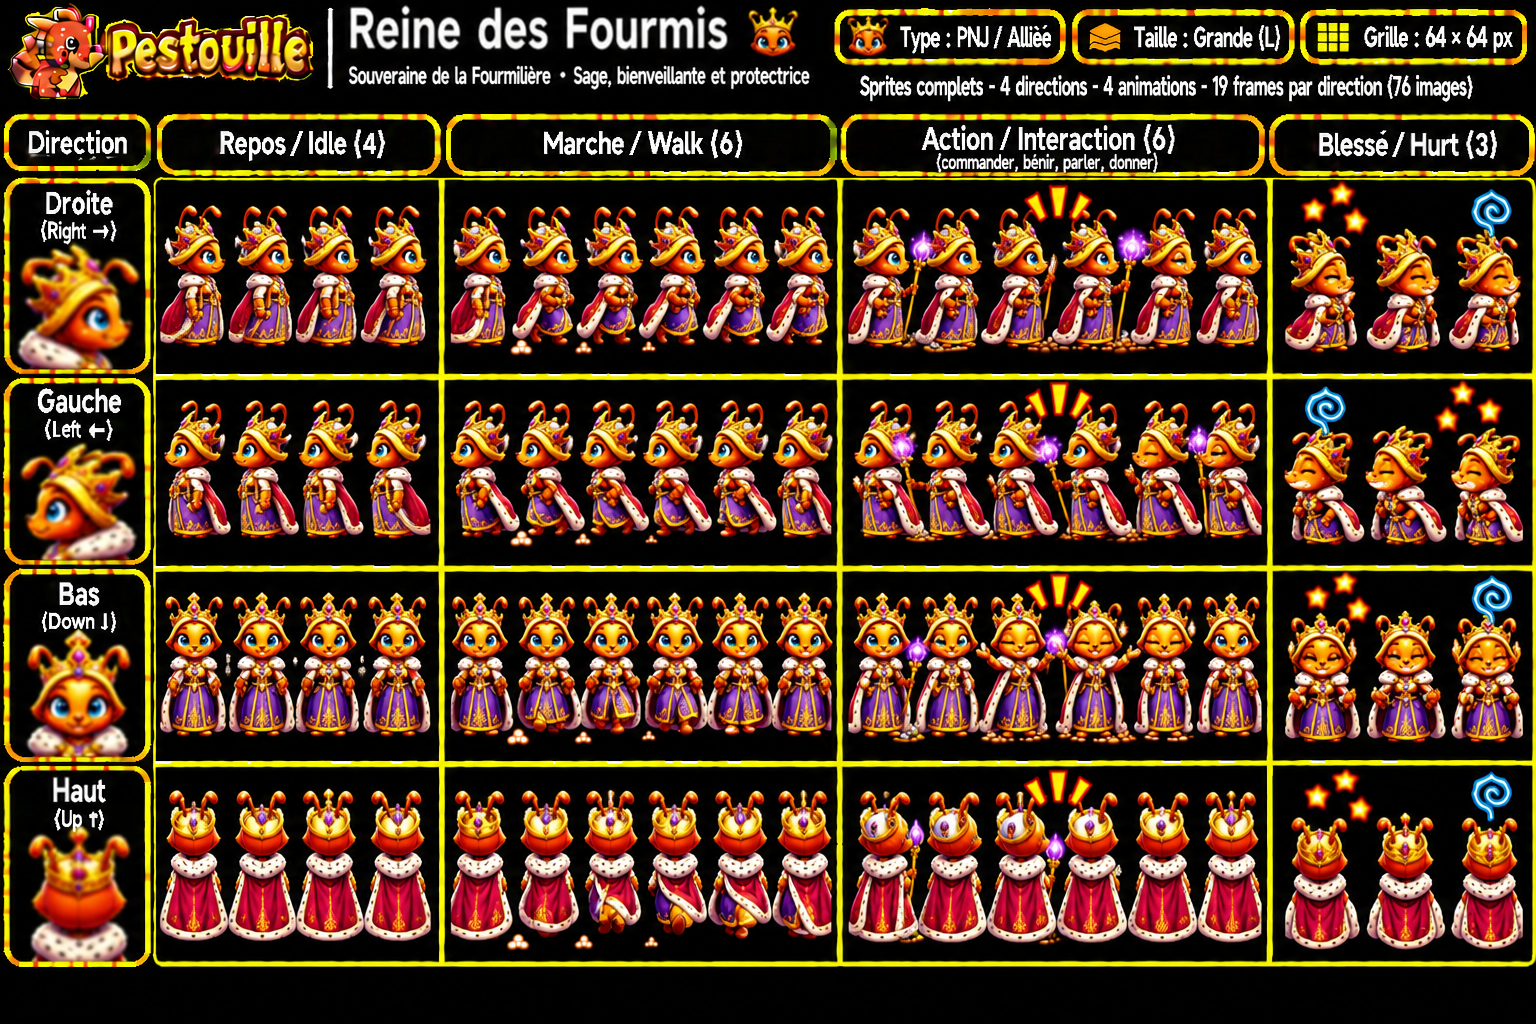 Pestouille
Reine des Fourmis
Souveraine de la Fourmilière • Sage, bienveillante et protectrice
Type : PNJ / Alliéé
Taille : Grande (L)
Grille : 64 × 64 px
Sprites complets - 4 directions - 4 animations - 19 frames par direction (76 images)
Direction
Repos / Idle (4)
Marche / Walk (6)
Action / Interaction (6)
(commander, bénir, parler, donner)
Blessé / Hurt (3)
Droite
(Right →)
Gauche
(Left ←)
Bas
(Down ↓)
Haut
(Up ↑)